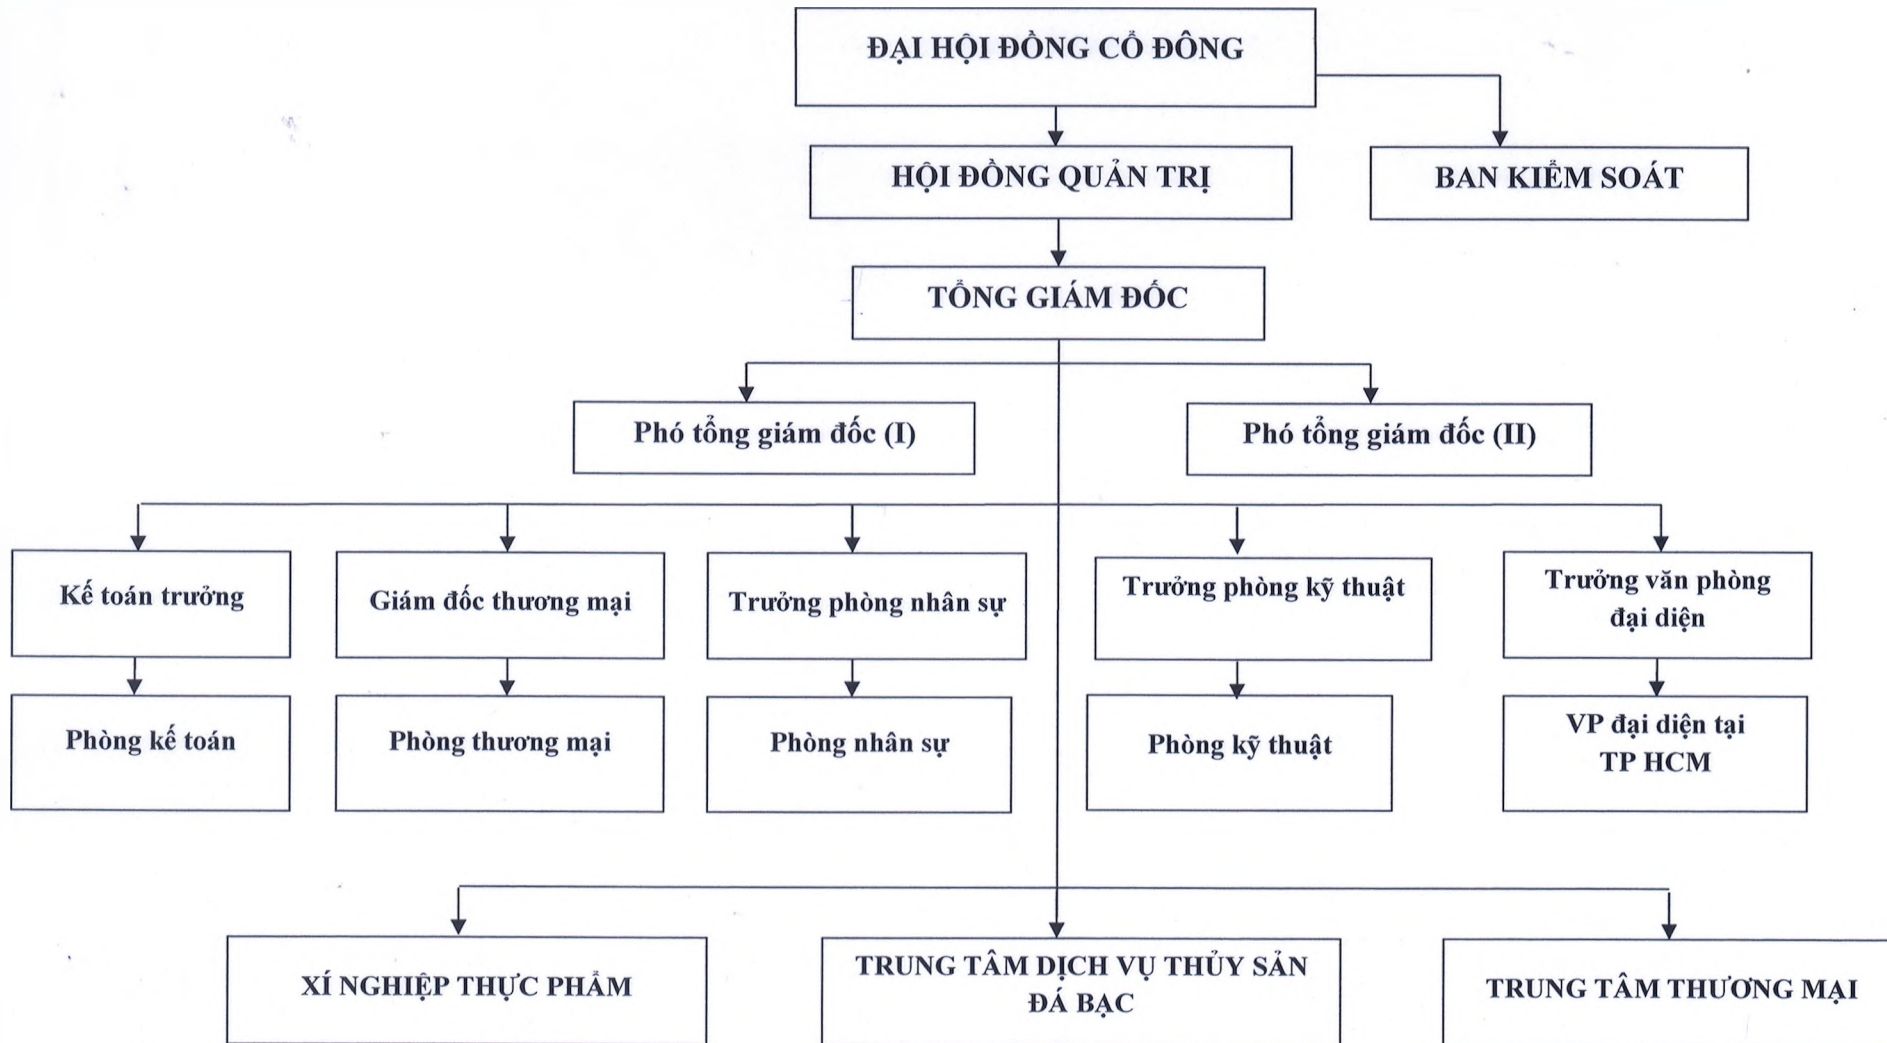 ĐẠI HỘI ĐỒNG CỔ ĐÔNG
HỘI ĐỒNG QUẢN TRỊ
BAN KIỂM SOÁT
TỔNG GIÁM ĐỐC
Phó tổng giám đốc (I)
Phó tổng giám đốc (II)
Kế toán trưởng
Giám đốc thương mại
Trưởng phòng nhân sự
Trưởng phòng kỹ thuật
Trưởng văn phòng
đại diện
Phòng kế toán
Phòng thương mại
Phòng nhân sự
Phòng kỹ thuật
VP đại diện tại
TP HCM
XÍ NGHIỆP THỰC PHẨM
TRUNG TÂM DỊCH VỤ THỦY SẢN
ĐÁ BẠC
TRUNG TÂM THƯƠNG MẠI